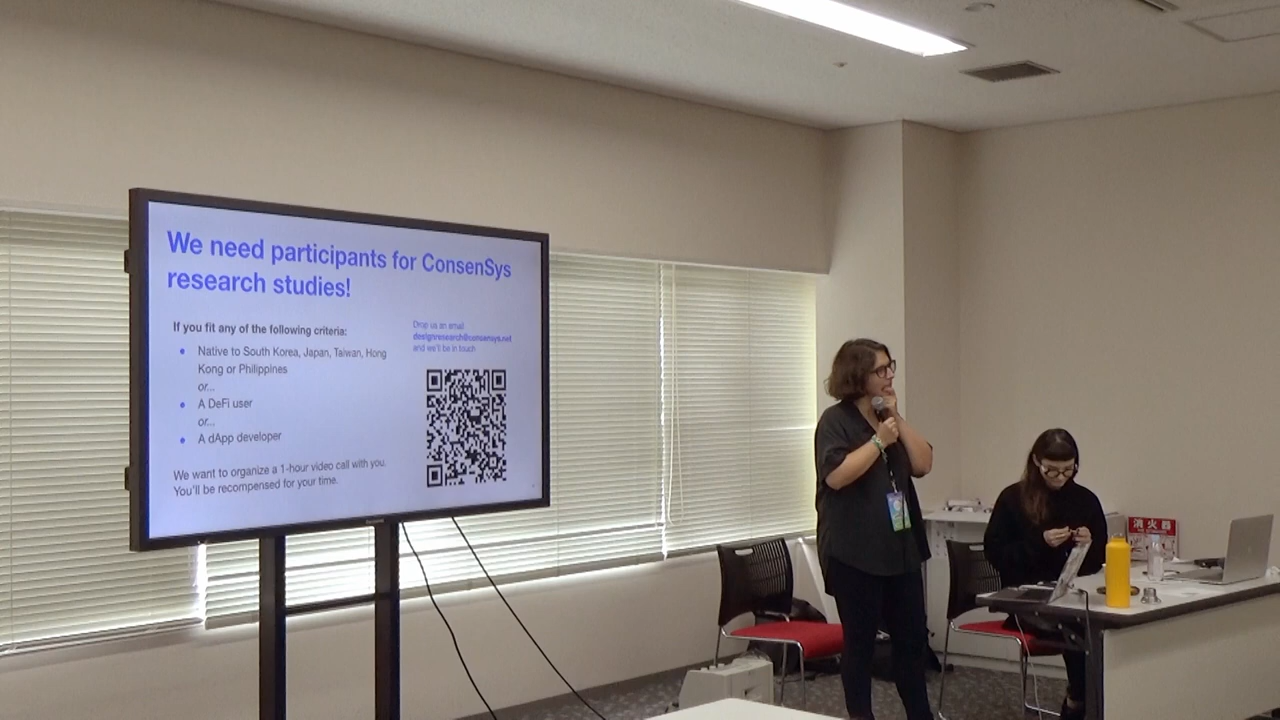 We need participants for ConsenSys
research studies!
If you fit any of the following criteria:
Native to South Korea, Japan, Taiwan, Hong
Kong or Philippines
or...
A DeFi user
or...
A dApp developer
We want to organize a 1-hour video call with you.
You'll be recompensed for your time.
Drop us an email
designresearch@consensys.net
and we'll be in touch
消火器